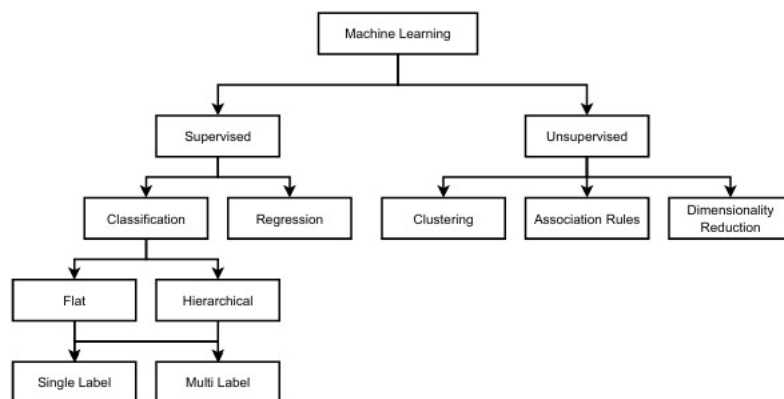 Machine Learning
Supervised
Unsupervised
Classification
Regression
Clustering
Association Rules
Dimensionality
Reduction
Flat
Hierarchical
Single Label
Multi Label